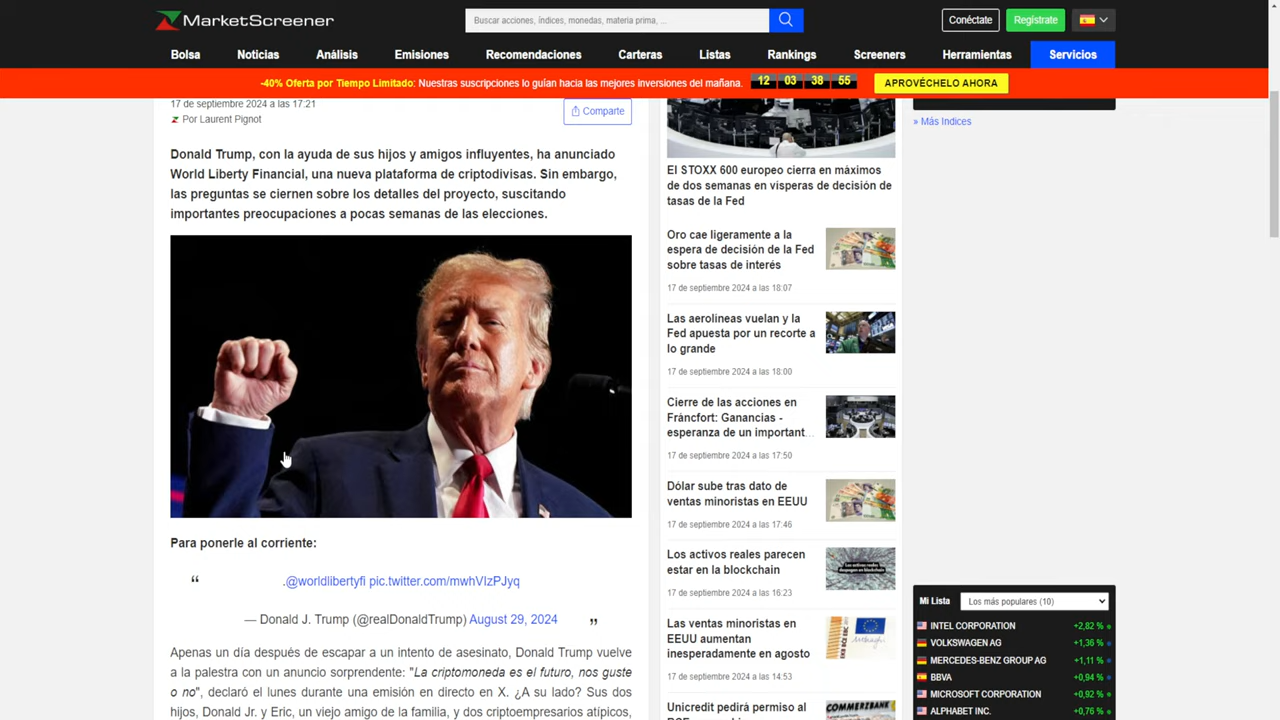 MarketScreener
Buscar acciones, índices, monedas, materia prima, ...
Conéctate
Regístrate
Bolsa
Noticias
Análisis
Emisiones
Recomendaciones
Carteras
Listas
Rankings
Screeners
Herramientas
Servicios
-40% Oferta por Tiempo Limitado: Nuestras suscripciones lo guían hacia las mejores inversiones del mañana.
12 03 38 55
APROVÉCHELO AHORA
17 de septiembre 2024 a las 17:21
Por Laurent Pignot
Comparte
Donald Trump, con la ayuda de sus hijos y amigos influyentes, ha anunciado
World Liberty Financial, una nueva plataforma de criptodivisas. Sin embargo,
las preguntas se ciernen sobre los detalles del proyecto, suscitando
importantes preocupaciones a pocas semanas de las elecciones.
Para ponerle al corriente:
“ .@worldlibertyfi pic.twitter.com/mwhVIzPJyq
— Donald J. Trump (@realDonaldTrump) August 29, 2024 ”
Apenas un día después de escapar a un intento de asesinato, Donald Trump vuelve
a la palestra con un anuncio sorprendente: "La criptomoneda es el futuro, nos guste
o no", declaró el lunes durante una emisión en directo en X. ¿A su lado? Sus dos
hijos, Donald Jr. y Eric, un viejo amigo de la familia, y dos criptoempresarios atípicos,
El STOXX 600 europeo cierra en máximos
de dos semanas en vísperas de decisión de
tasas de la Fed
Oro cae ligeramente a la
espera de decisión de la Fed
sobre tasas de interés
17 de septiembre 2024 a las 18:07
Las aerolíneas vuelan y la
Fed apuesta por un recorte a
lo grande
17 de septiembre 2024 a las 18:00
Cierre de las acciones en
Fráncfort: Ganancias -
esperanza de un important...
17 de septiembre 2024 a las 17:50
Dólar sube tras dato de
ventas minoristas en EEUU
17 de septiembre 2024 a las 17:46
Los activos reales parecen
estar en la blockchain
17 de septiembre 2024 a las 16:23
Las ventas minoristas en
EEUU aumentan
inesperadamente en agosto
17 de septiembre 2024 a las 14:53
Unicredit pedirá permiso al
COMMERZBANK
» Más Indices
Mi Lista
Los más populares (10)
INTEL CORPORATION +2,82 %
VOLKSWAGEN AG +1,36 %
MERCEDES-BENZ GROUP AG +1,11 %
BBVA +0,94 %
MICROSOFT CORPORATION +0,92 %
ALPHABET INC. +0,76 %